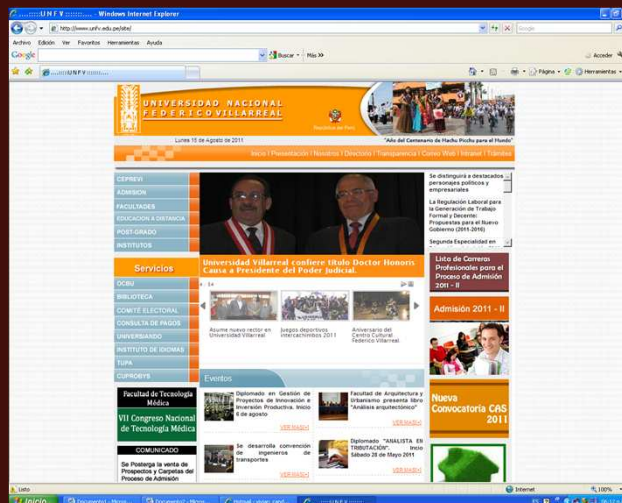 ....:::::U N F V :::::::.... - Windows Internet Explorer
http://www.unfv.edu.pe/site/
Google
Archivo Edición Ver Favoritos Herramientas Ayuda
Google
Buscar
Más >>
Acceder
....:::::U N F V :::::::....
Página
Herramientas
UNIVERSIDAD NACIONAL
FEDERICO VILLARREAL
República del Perú
Lunes 15 de Agosto de 2011
"Año del Centenario de Machu Picchu para el Mundo"
Inicio I Presentación I Nosotros I Directorio I Transparencia I Correo Web I Intranet I Trámites
CEPREVI
ADMISION
FACULTADES
EDUCACION A DISTANCIA
POST-GRADO
INSTITUTOS
Servicios
OCBU
BIBLIOTECA
COMITÉ ELECTORAL
CONSULTA DE PAGOS
UNIVERSIANDO
INSTITUTO DE IDIOMAS
TUPA
CUPROBYS
Facultad de Tecnología
Médica
VII Congreso Nacional
de Tecnología Médica
COMUNICADO
Se Posterga la venta de
Prospectos y Carpetas del
Proceso de Admisión
Universidad Villarreal confiere título Doctor Honoris
Causa a Presidente del Poder Judicial.
Asume nuevo rector en
Universidad Villarreal
Juegos deportivos
intercachimbos 2011
Aniversario del
Centro Cultural
Federico Villarreal
Eventos
Diplomado en Gestión de
Proyectos de Innovación e
Inversión Productiva. Inicio
8 de agosto
VER MAS[+]
Facultad de Arquitectura y
Urbanismo presenta libro
"Análisis arquitectónico"
VER MAS[+]
Se desarrolla convención
de ingenieros de
transportes
VER MAS[+]
Diplomado "ANALISTA EN
TRIBUTACIÓN". Inicio
Sábado 28 de Mayo 2011
VER MAS[+]
Se distinguirá a destacados
personajes políticos y
empresariales
La Regulación Laboral para
la Generación de Trabajo
Formal y Decente:
Propuestas para el Nuevo
Gobierno (2011-2016)
Segunda Especialidad en
Lista de Carreras
Profesionales para el
Proceso de Admisión
2011 - II
Admisión 2011 - II
Nueva
Convocatoria CAS
2011
Listo
Internet
100%
Inicio
Documento1 - Micros...
ES